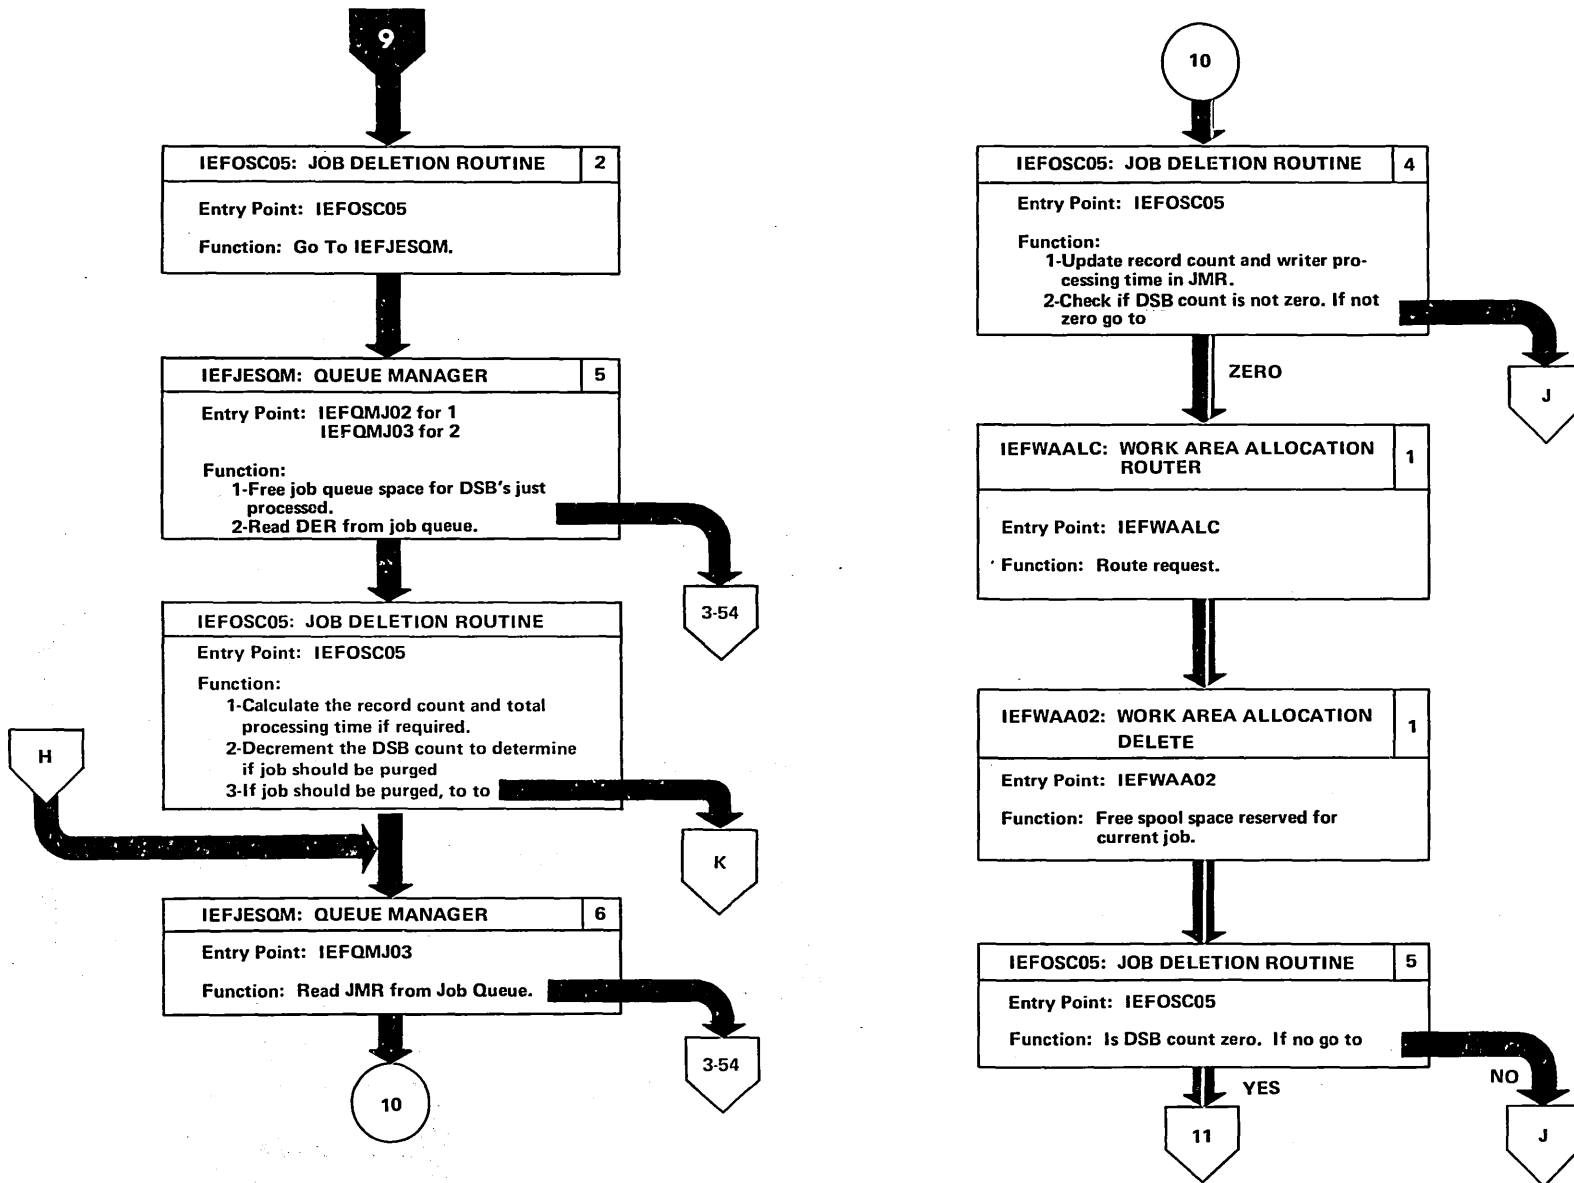 9
IEFOSC05: JOB DELETION ROUTINE 2
Entry Point: IEFOSC05
Function: Go To IEFJESQM.
IEFJESQM: QUEUE MANAGER 5
Entry Point: IEFQMJ02 for 1
IEFQMJ03 for 2
Function:
1-Free job queue space for DSB's just
processed.
2-Read DER from job queue.
3-54
IEFOSC05: JOB DELETION ROUTINE
Entry Point: IEFOSC05
Function:
1-Calculate the record count and total
processing time if required.
2-Decrement the DSB count to determine
if job should be purged
3-If job should be purged, to to
H
K
IEFJESQM: QUEUE MANAGER 6
Entry Point: IEFQMJ03
Function: Read JMR from Job Queue.
3-54
10
10
IEFOSC05: JOB DELETION ROUTINE 4
Entry Point: IEFOSC05
Function:
1-Update record count and writer pro-
cessing time in JMR.
2-Check if DSB count is not zero. If not
zero go to
J
ZERO
IEFWAALC: WORK AREA ALLOCATION
ROUTER
1
Entry Point: IEFWAALC
Function: Route request.
IEFWAA02: WORK AREA ALLOCATION
DELETE
1
Entry Point: IEFWAA02
Function: Free spool space reserved for
current job.
IEFOSC05: JOB DELETION ROUTINE 5
Entry Point: IEFOSC05
Function: Is DSB count zero. If no go to
NO
YES
11
J